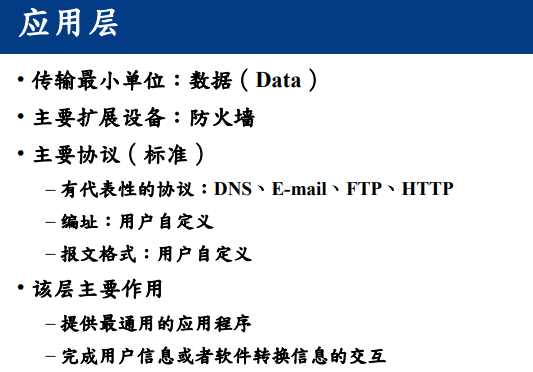 应用层
• 传输最小单位：数据（Data）
• 主要扩展设备：防火墙
• 主要协议（标准）
– 有代表性的协议：DNS、E-mail、FTP、HTTP
– 编址：用户自定义
– 报文格式：用户自定义
• 该层主要作用
– 提供最通用的应用程序
– 完成用户信息或者软件转换信息的交互